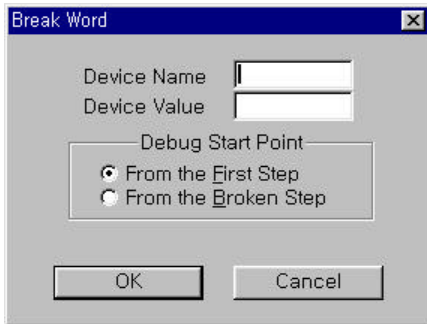 Break Word
Device Name
Device Value
Debug Start Point
From the First Step
From the Broken Step
OK Cancel